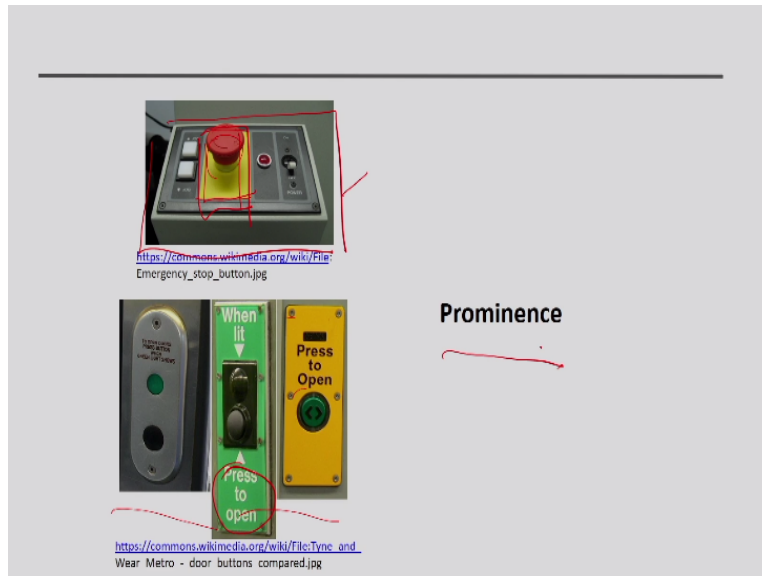 https://commons.wikimedia.org/wiki/File:
Emergency_stop_button.jpg
When
lit
Press
to
open
Press
to
Open
Prominence
https://commons.wikimedia.org/wiki/File:Tyne_and_
Wear Metro - door buttons compared.jpg